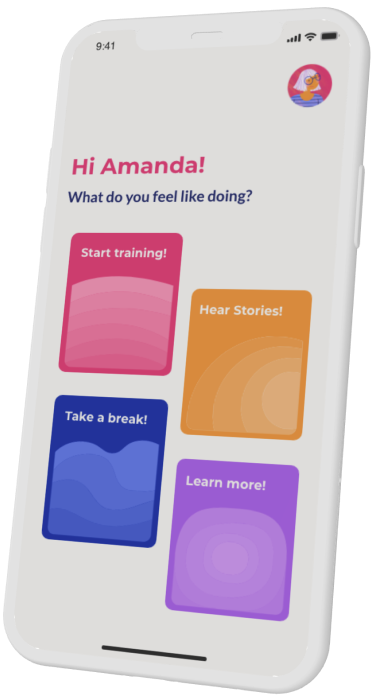 9:41
Hi Amanda!
What do you feel like doing?
Start training!
Hear Stories!
Take a break!
Learn more!